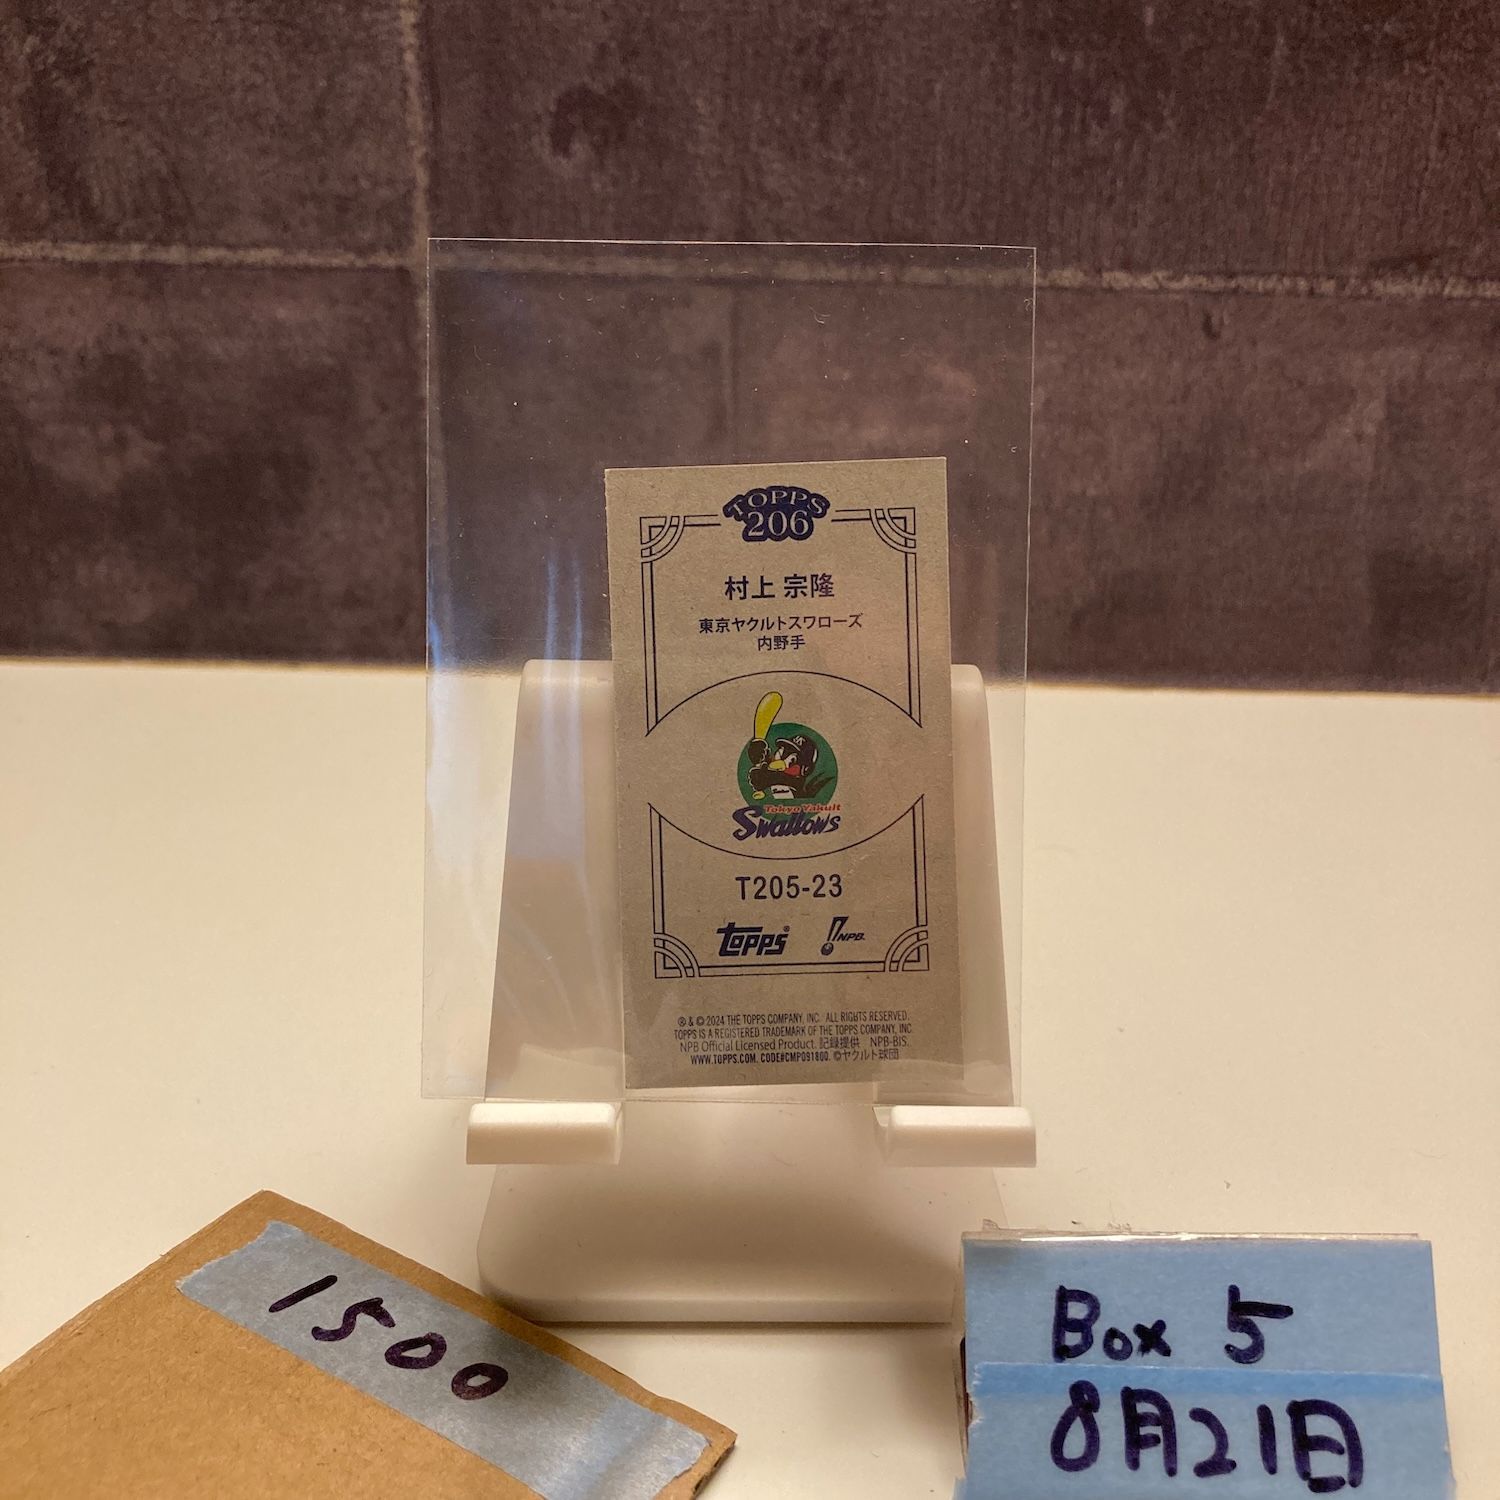 TOPPS
206
村上 宗隆
東京ヤクルトスワローズ
内野手
Tokyo Yakult
Swallows
T205-23
topps® NPB.
® & © 2024 THE TOPPS COMPANY, INC. ALL RIGHTS RESERVED.
TOPPS IS A REGISTERED TRADEMARK OF THE TOPPS COMPANY, INC.
NPB Official Licensed Product. 記録提供 NPB-BIS.
WWW.TOPPS.COM. CODE#CMP091800. ©ヤクルト球団
1500
Box 5
8月21日